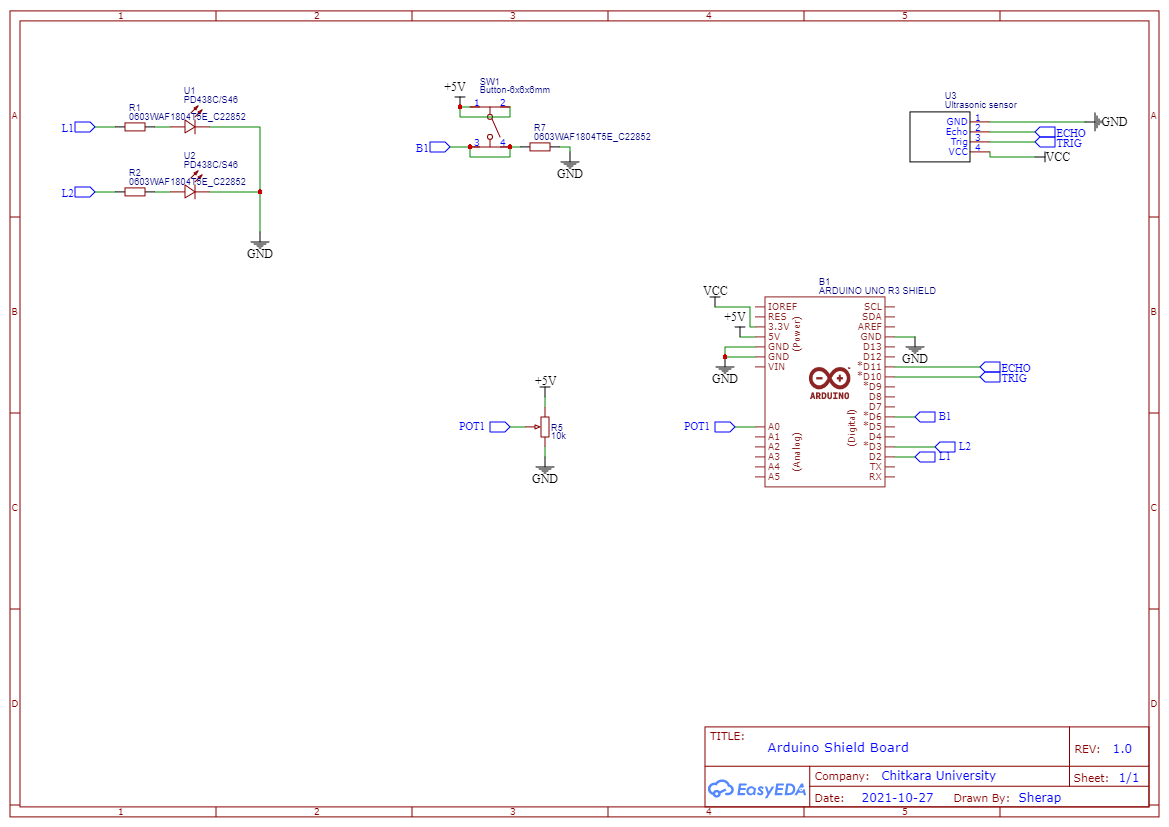 1 2 3 4 5
A A
B B
C C
D D
1 2 3 4 5
L1
R1
0603WAF1804T5E_C22852
U1
PD438C/S46
L2
R2
0603WAF1804T5E_C22852
U2
PD438C/S46
GND
+5V
SW1
Button-6x6x6mm
1 2
3 4
B1
R7
0603WAF1804T5E_C22852
GND
U3
Ultrasonic sensor
GND 1 GND
Echo 2 ECHO
Trig 3 TRIG
VCC 4 VCC
+5V
POT1
R5
10k
GND
B1
ARDUINO UNO R3 SHIELD
VCC
+5V
GND
IOREF
RES
3.3V
5V
GND
GND
VIN
(Power)
POT1
A0
A1
A2
A3
A4
A5
(Analog)
ARDUINO
(Digital)
SCL
SDA
AREF
GND
D13
D12
*D11
*D10
*D9
D8
D7
*D6
*D5
D4
*D3
D2
TX
RX
GND
ECHO
TRIG
B1
L2
L1
TITLE:
Arduino Shield Board
REV: 1.0
EasyEDA
Company: Chitkara University
Sheet: 1/1
Date: 2021-10-27 Drawn By: Sherap